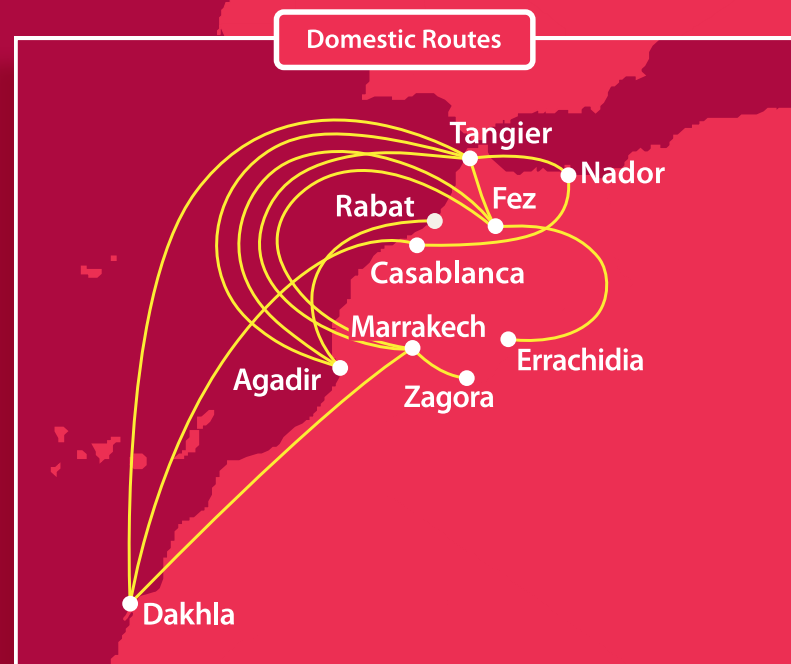 Domestic Routes
Tangier
Nador
Fez
Rabat
Casablanca
Marrakech
Errachidia
Agadir
Zagora
Dakhla